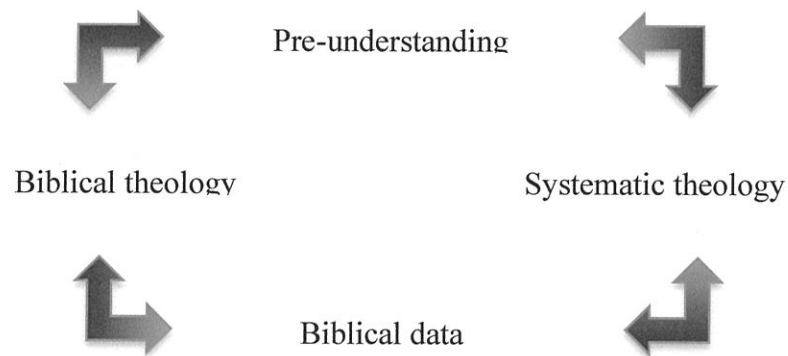 Pre-understanding
Biblical theology
Systematic theology
Biblical data